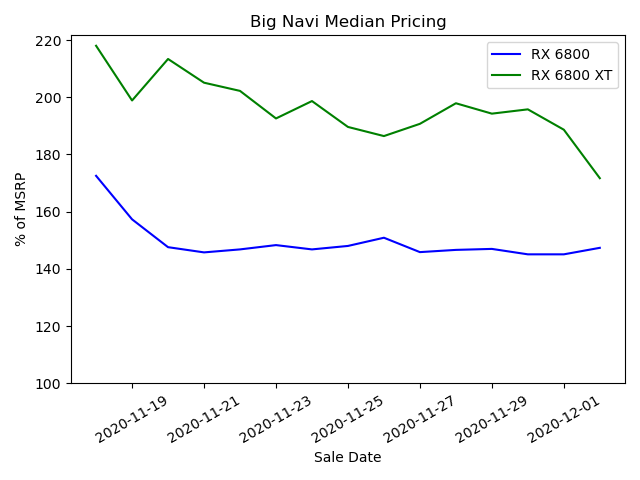 Big Navi Median Pricing
RX 6800
RX 6800 XT
% of MSRP
220
200
180
160
140
120
100
2020-11-19
2020-11-21
2020-11-23
2020-11-25
2020-11-27
2020-11-29
2020-12-01
Sale Date